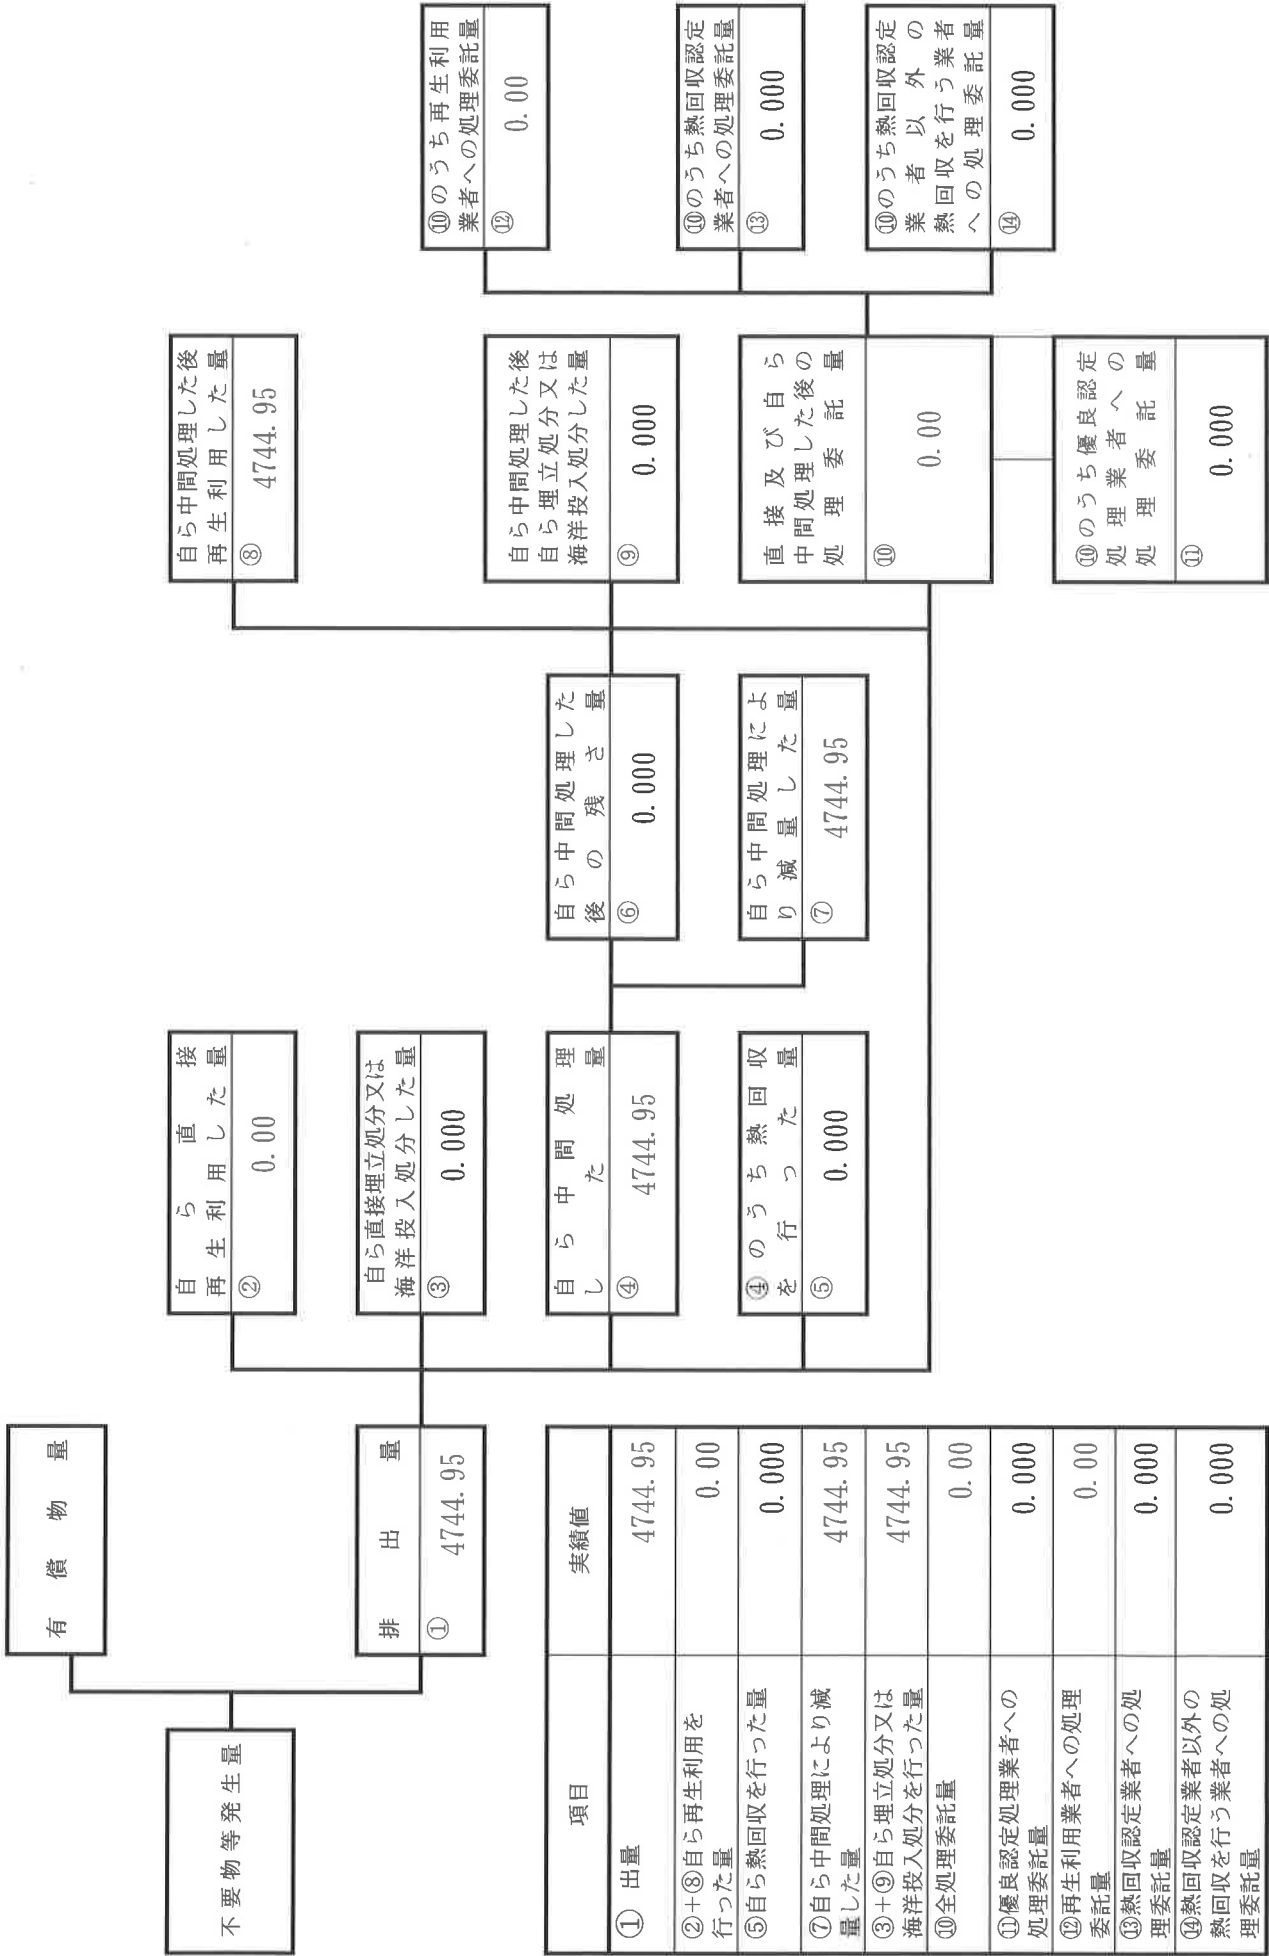 不要物等発生量
有償物量
排出量
① 4744.95
自ら直接
再生利用した量
② 0.00
自ら直接埋立処分又は
海洋投入処分した量
③ 0.000
自ら中間処理
した量
④ 4744.95
④のうち熱回収
を行った量
⑤ 0.000
自ら中間処理した
後の残さ量
⑥ 0.000
自ら中間処理によ
り減量した量
⑦ 4744.95
自ら中間処理した後
再生利用した量
⑧ 4744.95
自ら中間処理した後
自ら埋立処分又は
海洋投入処分した量
⑨ 0.000
直接及び自ら
中間処理した後の
処理委託量
⑩ 0.00
⑩のうち優良認定
処理業者への
処理委託量
⑪ 0.000
⑩のうち再生利用
業者への処理委託量
⑫ 0.00
⑩のうち熱回収認定
業者への処理委託量
⑬ 0.000
⑩のうち熱回収認定
業者以外の
熱回収を行う業者
への処理委託量
⑭ 0.000
項目 実績値
① 出量 4744.95
②+⑧自ら再生利用を
行った量 0.00
⑤自ら熱回収を行った量 0.000
⑦自ら中間処理により減
量した量 4744.95
③+⑨自ら埋立処分又は
海洋投入処分を行った量 4744.95
⑩全処理委託量 0.00
⑪優良認定処理業者への
処理委託量 0.000
⑫再生利用業者への処理
委託量 0.00
⑬熱回収認定業者への処
理委託量 0.000
⑭熱回収認定業者以外の
熱回収を行う業者への処
理委託量 0.000